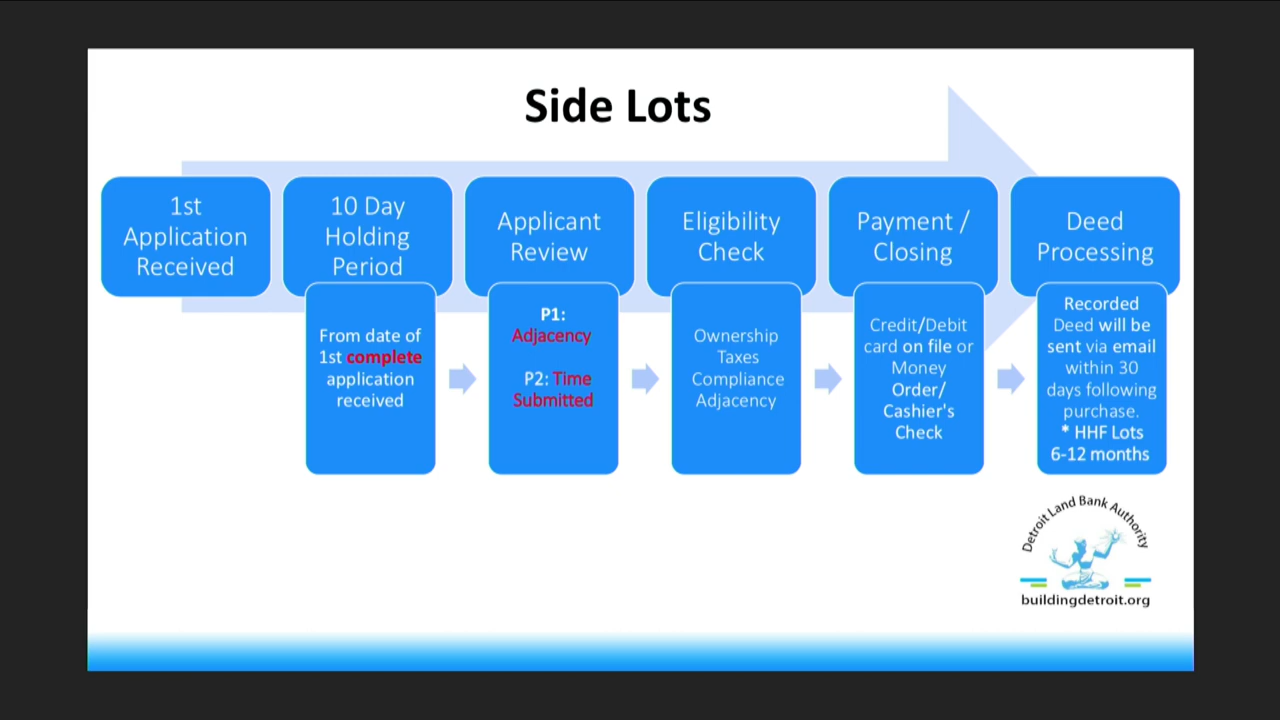 Side Lots
1st
Application
Received
10 Day
Holding
Period
Applicant
Review
Eligibility
Check
Payment /
Closing
Deed
Processing
From date of
1st complete
application
received
P1:
Adjacency
P2: Time
Submitted
Ownership
Taxes
Compliance
Adjacency
Credit/Debit
card on file or
Money
Order/
Cashier's
Check
Recorded
Deed will be
sent via email
within 30
days following
purchase.
* HHF Lots
6-12 months
Detroit Land Bank Authority
buildingdetroit.org